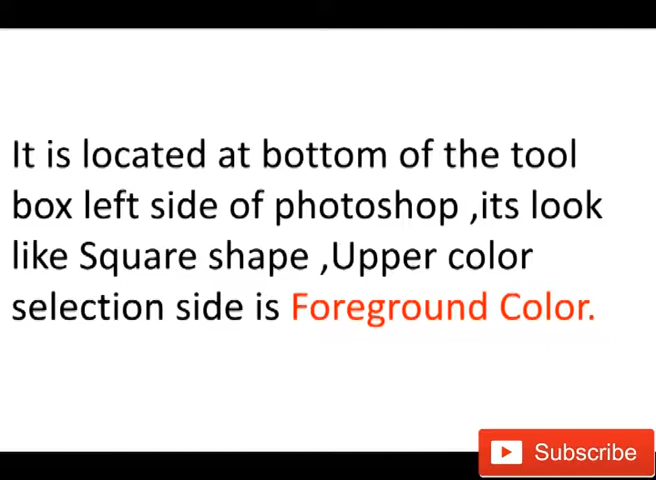 It is located at bottom of the tool
box left side of photoshop ,its look
like Square shape ,Upper color
selection side is Foreground Color.
Subscribe